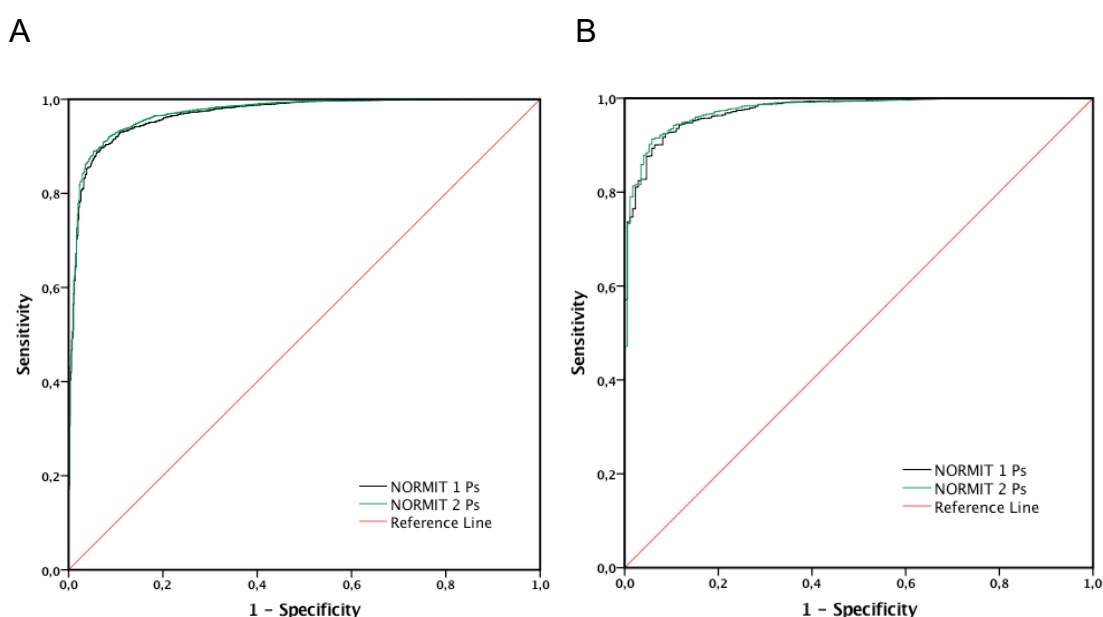 A
1,0
0,8
0,6
0,4
0,2
0,0
Sensitivity
NORMIT 1 Ps
NORMIT 2 Ps
Reference Line
0,0 0,2 0,4 0,6 0,8 1,0
1 – Specificity
B
1,0
0,8
0,6
0,4
0,2
0,0
Sensitivity
NORMIT 1 Ps
NORMIT 2 Ps
Reference Line
0,0 0,2 0,4 0,6 0,8 1,0
1 – Specificity